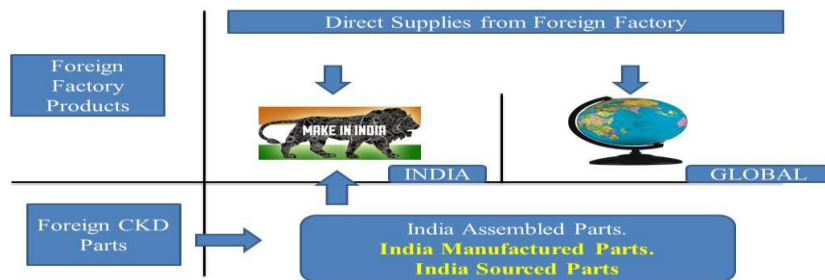 Direct Supplies from Foreign Factory
Foreign
Factory
Products
MAKE IN INDIA
INDIA
GLOBAL
Foreign CKD
Parts
India Assembled Parts.
India Manufactured Parts.
India Sourced Parts